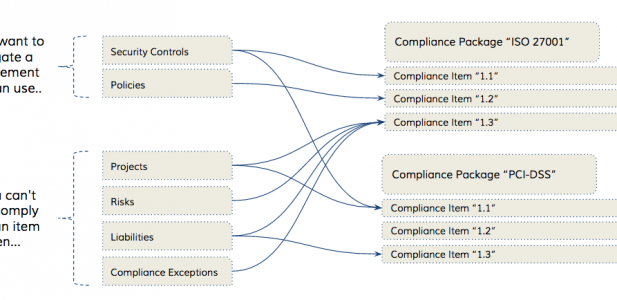 want to
gate a
ement
an use..
Security Controls
Policies
Compliance Package “ISO 27001”
Compliance Item “1.1”
Compliance Item “1.2”
Compliance Item “1.3”
can't
omply
n item
en...
Projects
Risks
Liabilities
Compliance Exceptions
Compliance Package “PCI-DSS”
Compliance Item “1.1”
Compliance Item “1.2”
Compliance Item “1.3”